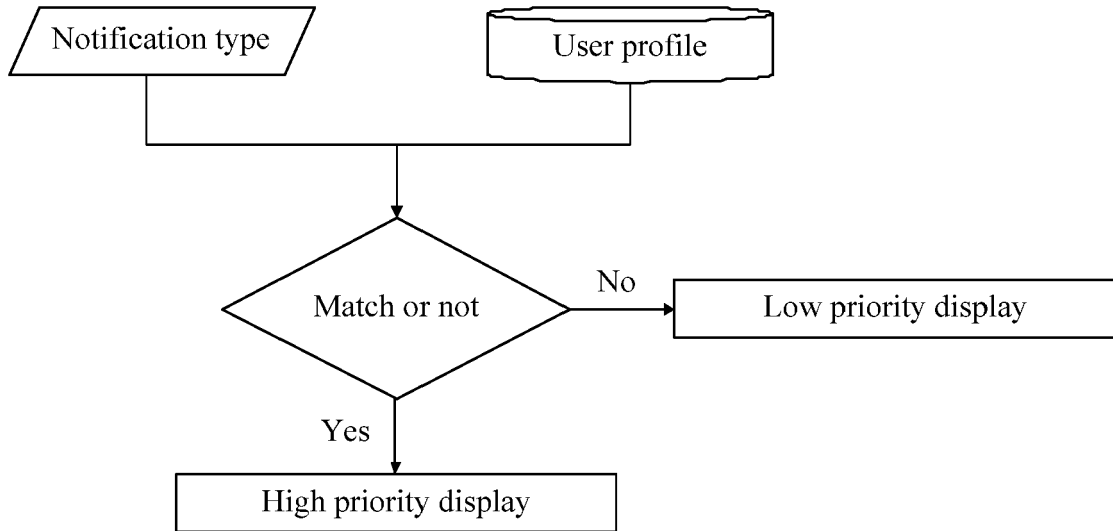 Notification type
User profile
Match or not
No
Low priority display
Yes
High priority display